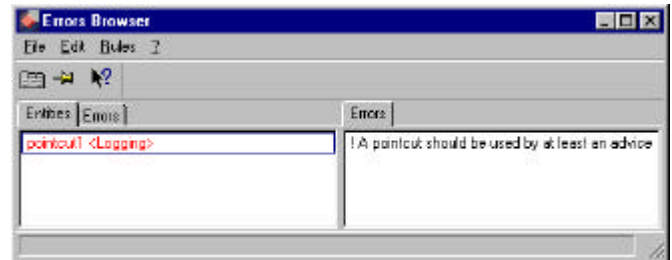 Errors Browser
File Edit Rules ?
Entities Errors
Errors
pointcut1 <Logging>
! A pointcut should be used by at least an advice